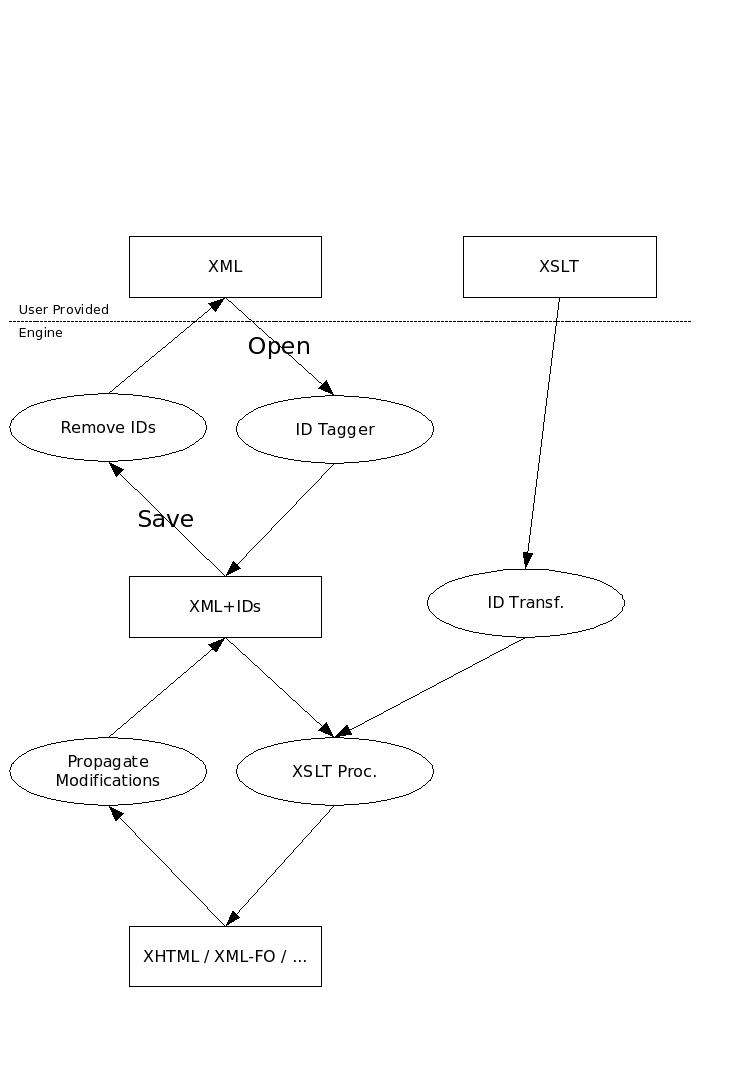 XML
XSLT
User Provided
Engine
Open
Remove IDs
ID Tagger
Save
XML+IDs
ID Transf.
Propagate
Modifications
XSLT Proc.
XHTML / XML-FO / ...